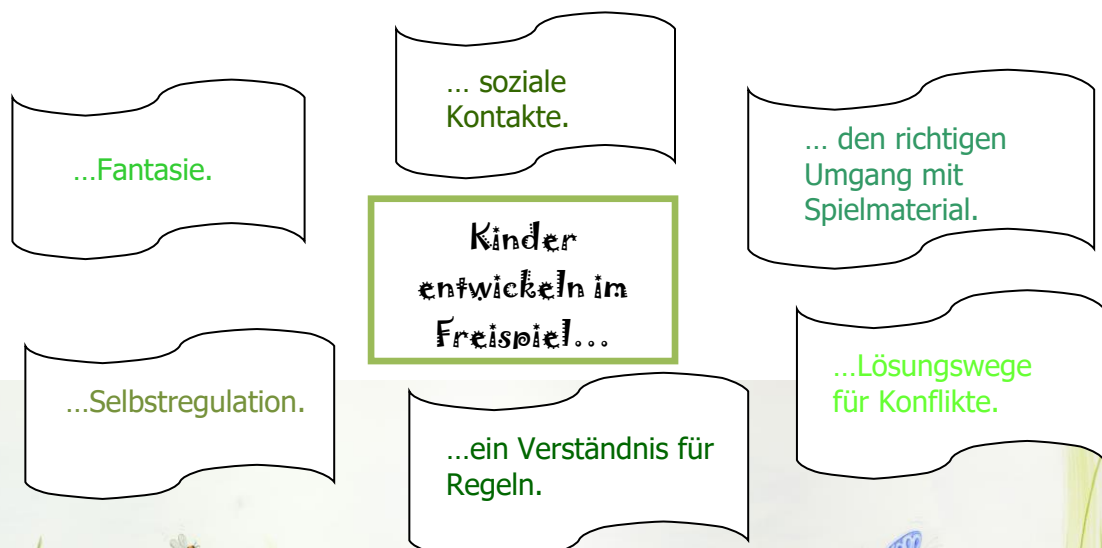 … soziale
Kontakte.
…Fantasie.
… den richtigen
Umgang mit
Spielmaterial.
Kinder
entwickeln im
Freispiel...
…Selbstregulation.
…ein Verständnis für
Regeln.
…Lösungswege
für Konflikte.